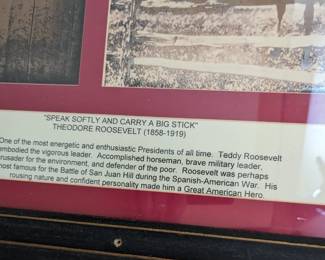 "SPEAK SOFTLY AND CARRY A BIG STICK"
THEODORE ROOSEVELT (1858-1919)
One of the most energetic and enthusiastic Presidents of all time. Teddy Roosevelt
embodied the vigorous leader. Accomplished horseman, brave military leader,
crusader for the environment, and defender of the poor. Roosevelt was perhaps
most famous for the Battle of San Juan Hill during the Spanish-American War. His
rousing nature and confident personality made him a Great American Hero.